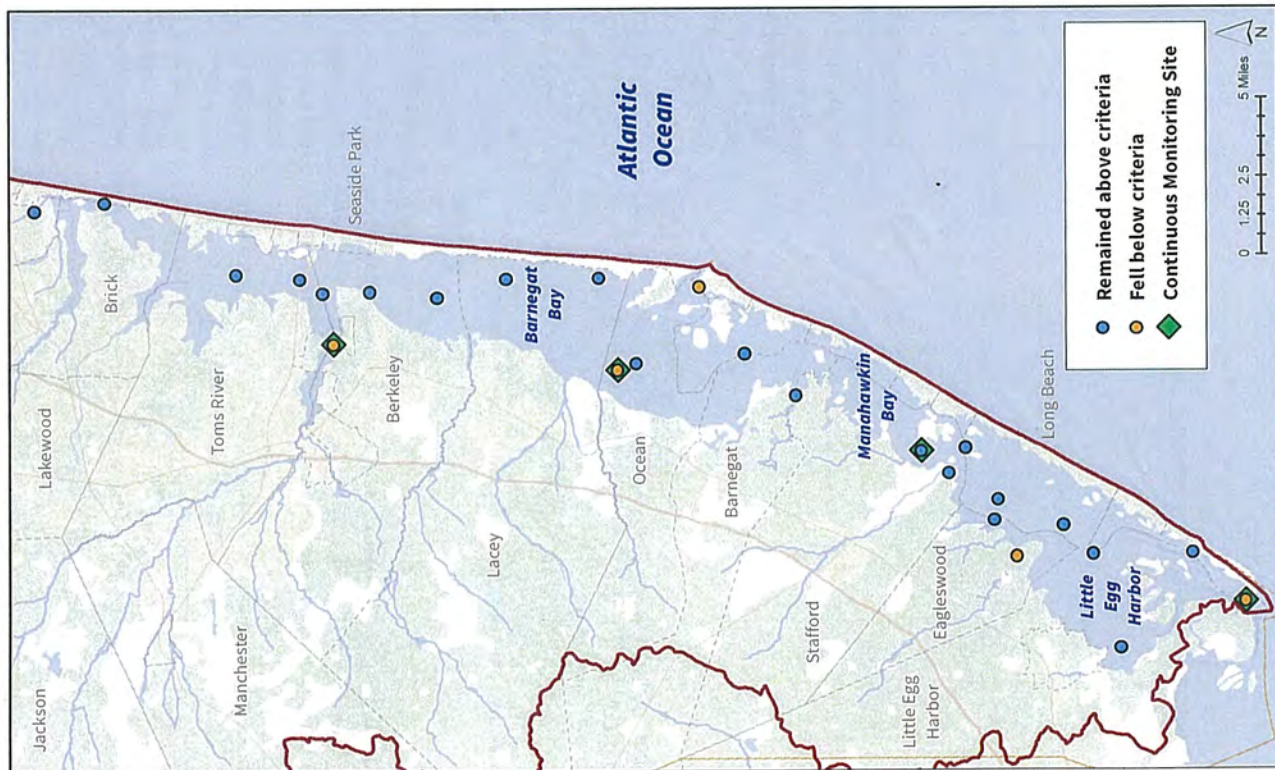 Jackson
Lakewood
Brick
Toms River
Manchester
Seaside Park
Berkeley
Lacey
Barnegat
Bay
Atlantic
Ocean
Ocean
Barnegat
Manahawkin
Bay
Stafford
Long Beach
Eagleswood
Little Egg
Harbor
Little
Egg
Harbor
Remained above criteria
Fell below criteria
Continuous Monitoring Site
0 1.25 2.5 5 Miles
N